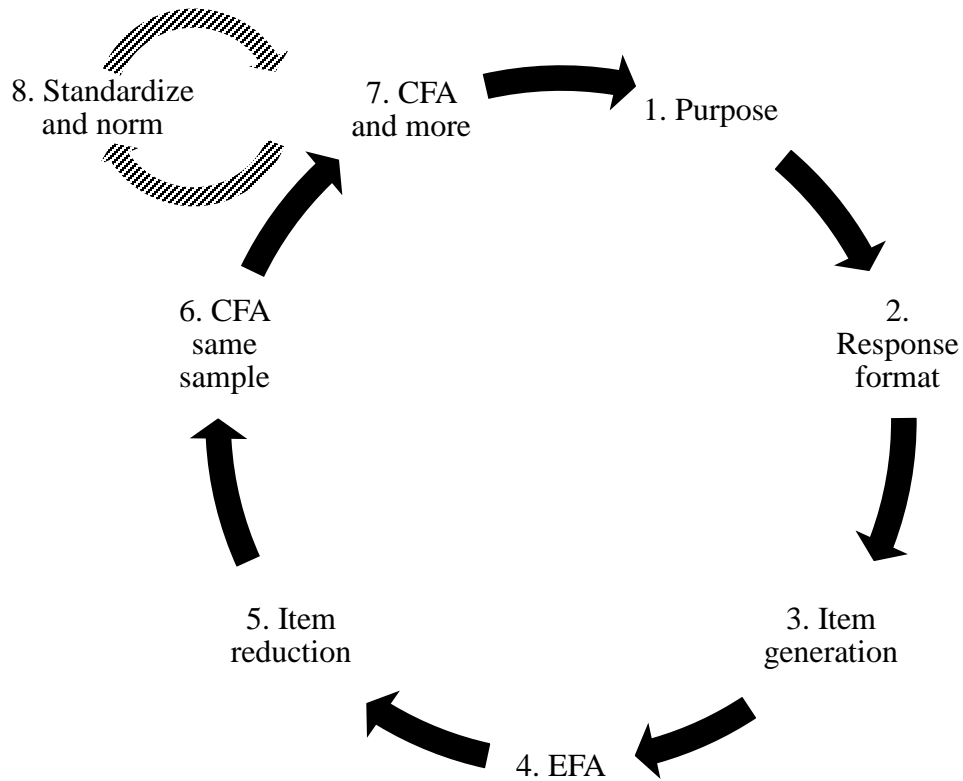 1. Purpose
2.
Response
format
3. Item
generation
4. EFA
5. Item
reduction
6. CFA
same
sample
7. CFA
and more
8. Standardize
and norm